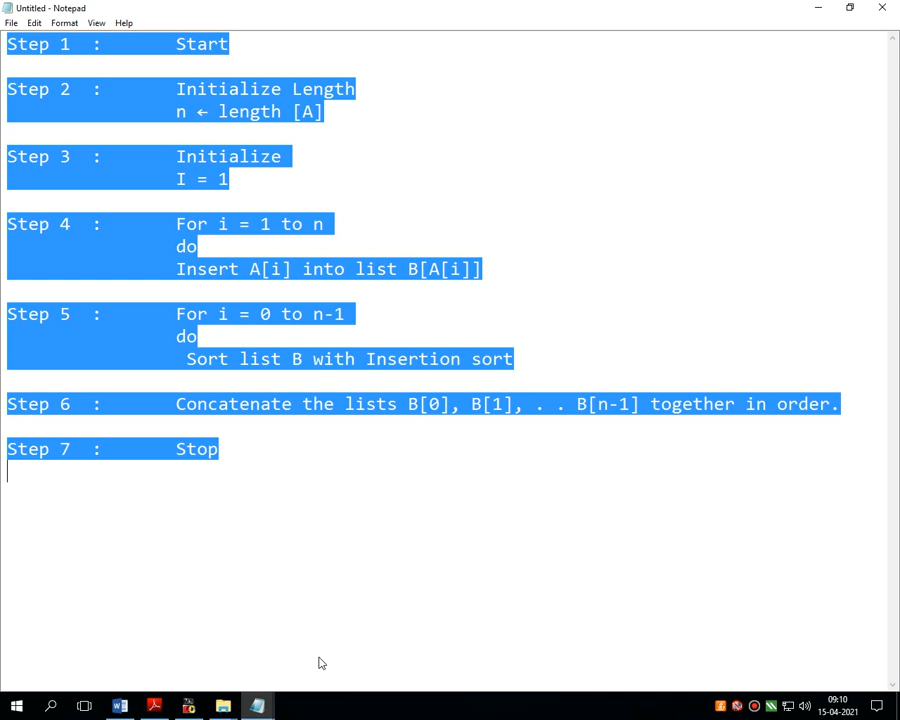 Untitled - Notepad
File Edit Format View Help
Step 1 : Start
Step 2 : Initialize Length
n ← length [A]
Step 3 : Initialize
I = 1
Step 4 : For i = 1 to n
do
Insert A[i] into list B[A[i]]
Step 5 : For i = 0 to n-1
do
Sort list B with Insertion sort
Step 6 : Concatenate the lists B[0], B[1], . . B[n-1] together in order.
Step 7 : Stop
09:10
15-04-2021